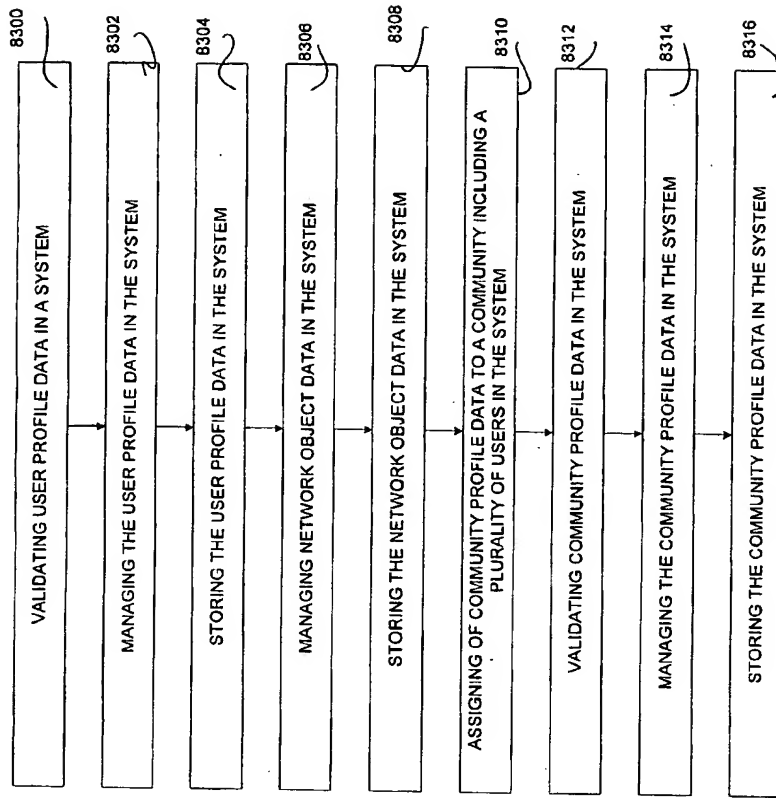 8300
VALIDATING USER PROFILE DATA IN A SYSTEM
8302
MANAGING THE USER PROFILE DATA IN THE SYSTEM
8304
STORING THE USER PROFILE DATA IN THE SYSTEM
8306
MANAGING NETWORK OBJECT DATA IN THE SYSTEM
8308
STORING THE NETWORK OBJECT DATA IN THE SYSTEM
8310
ASSIGNING OF COMMUNITY PROFILE DATA TO A COMMUNITY INCLUDING A
PLURALITY OF USERS IN THE SYSTEM
8312
VALIDATING COMMUNITY PROFILE DATA IN THE SYSTEM
8314
MANAGING THE COMMUNITY PROFILE DATA IN THE SYSTEM
8316
STORING THE COMMUNITY PROFILE DATA IN THE SYSTEM